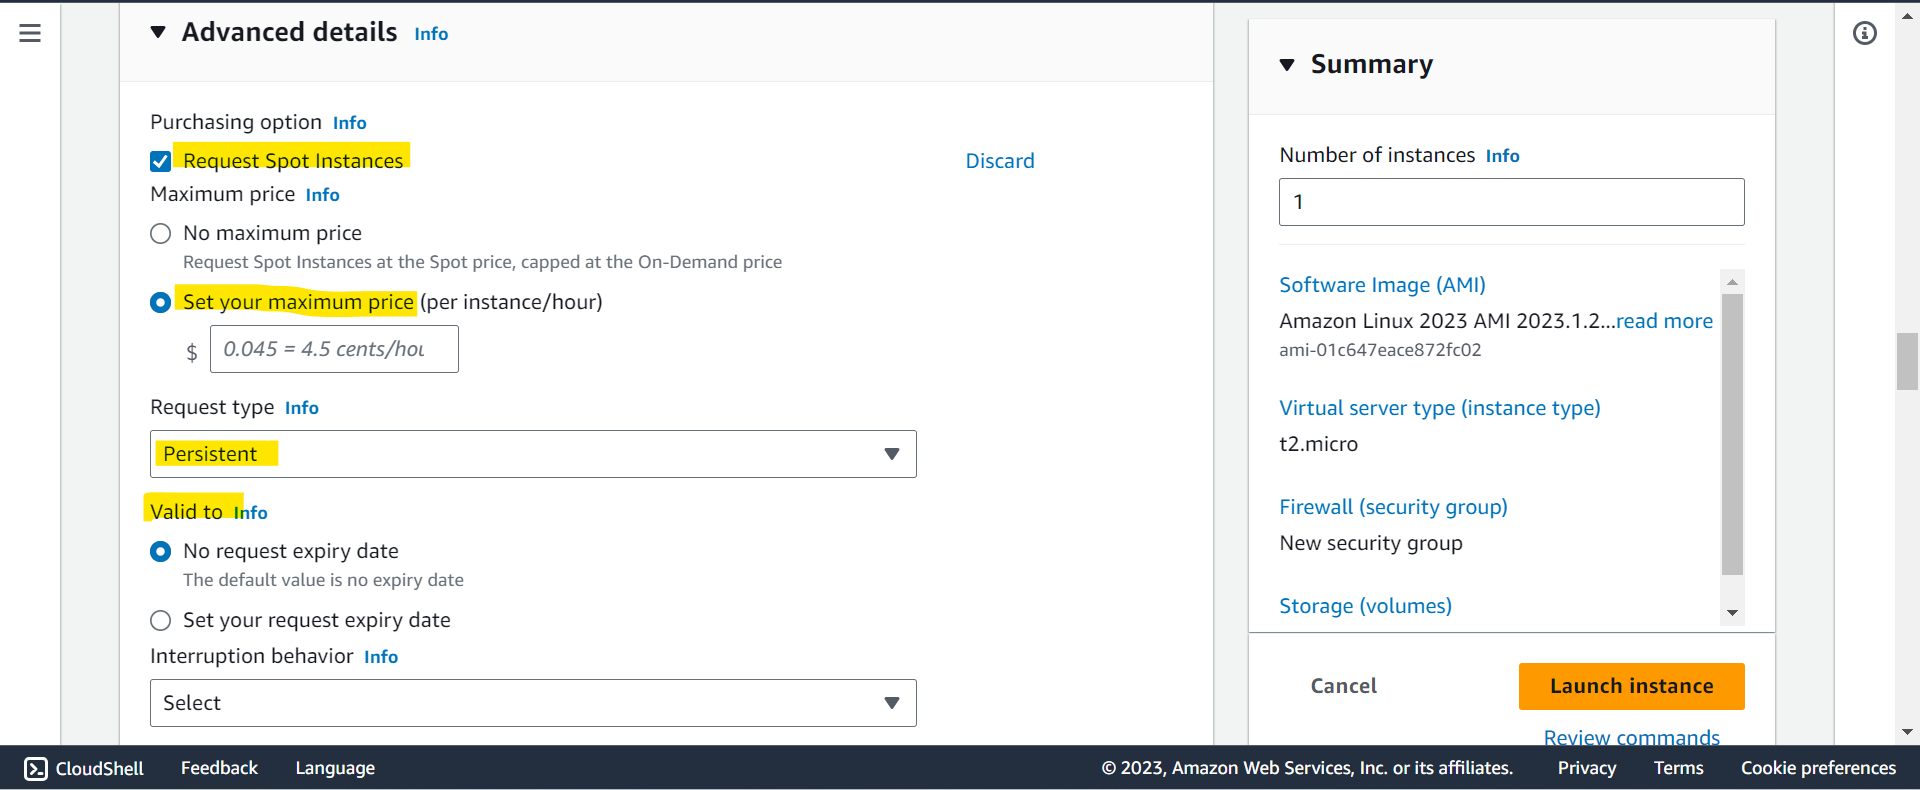 Advanced details Info
Purchasing option Info
Request Spot Instances
Discard
Maximum price Info
No maximum price
Request Spot Instances at the Spot price, capped at the On-Demand price
Set your maximum price (per instance/hour)
$ 0.045 = 4.5 cents/hou
Request type Info
Persistent
Valid to Info
No request expiry date
The default value is no expiry date
Set your request expiry date
Interruption behavior Info
Select
Summary
Number of instances Info
1
Software Image (AMI)
Amazon Linux 2023 AMI 2023.1.2...read more
ami-01c647eace872fc02
Virtual server type (instance type)
t2.micro
Firewall (security group)
New security group
Storage (volumes)
Cancel
Launch instance
Review commands
CloudShell Feedback Language © 2023, Amazon Web Services, Inc. or its affiliates. Privacy Terms Cookie preferences